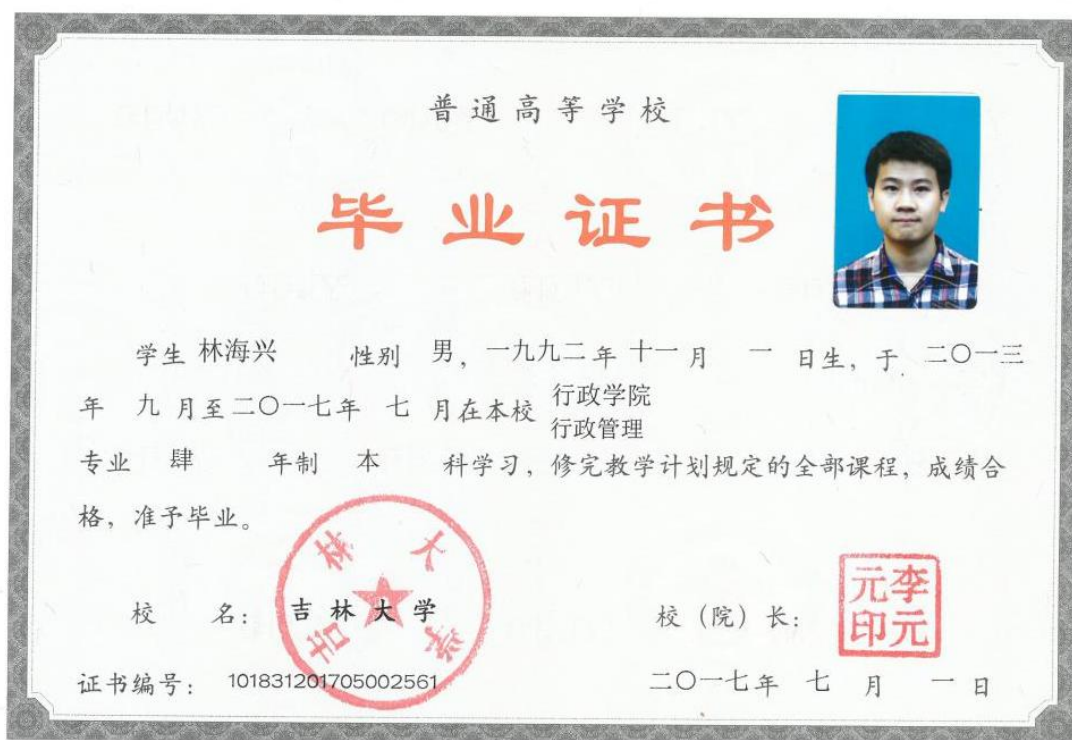 普通高等学校
毕业证书
学生 林海兴 性别 男，一九九二年 十一 月 一 日生，于 二〇一三
年 九 月至二〇一七年 七 月在本校 行政学院
行政管理
专业 肆 年制 本 科学习，修完教学计划规定的全部课程，成绩合
格，准予毕业。
吉林大学
校 名： 吉林大学
校（院）长：
李元元印
证书编号： 101831201705002561
二〇一七年 七 月 一 日